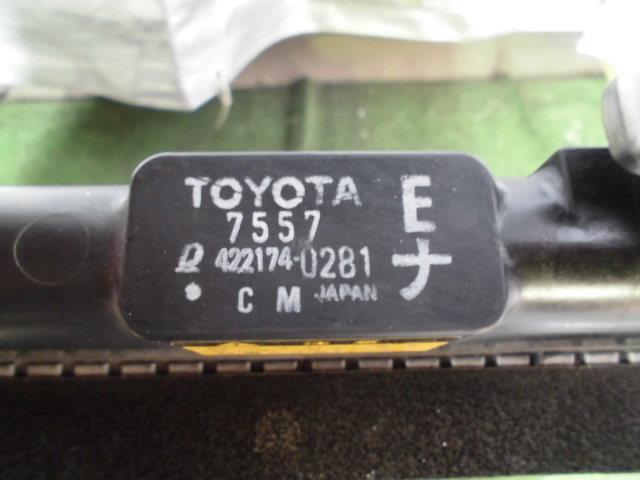 TOYOTA
7557
D 422174-0281
C M JAPAN
E
ナ